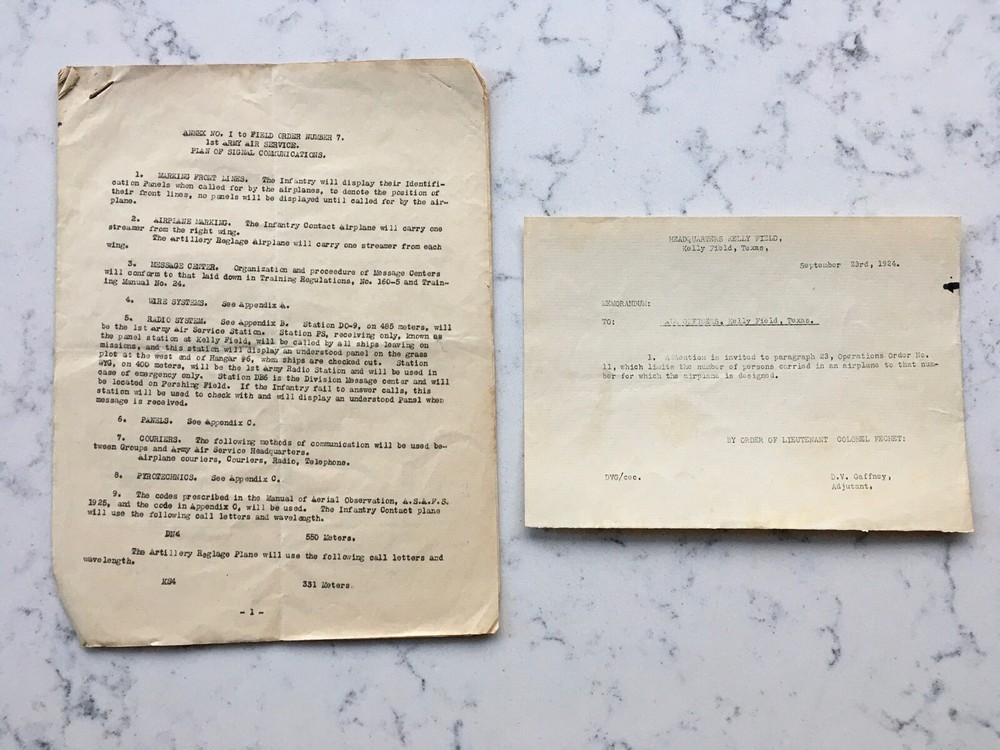 ANNEX NO. I to FIELD ORDER NUMBER 7.
1st ARMY AIR SERVICE.
PLAN OF SIGNAL COMMUNICATIONS.
1. MARKING FRONT LINES. The Infantry will display their Identifi-
cation Panels when called for by the airplanes, to denote the position of
their front lines, no panels will be displayed until called for by the air-
plane.
2. AIRPLANE MARKING. The Infantry Contact Airplane will carry one
streamer from the right wing.
The Artillery Reglage Airplane will carry one streamer from each
wing.
3. MESSAGE CENTER. Organization and proceedure of Message Centers
will conform to that laid down in Training Regulations, No. 160-5 and Train-
ing Manual No. 24.
4. WIRE SYSTEMS. See Appendix A.
5. RADIO SYSTEM. See Appendix B. Station DO-9, on 485 meters, will
be the 1st Army Air Service Station. Station PS, receiving only, known as
the panel station at Kelly Field, will be called by all ships leaving on
missions, and this station will display an understood panel on the grass
plot at the west end of Hangar #6, when ships are checked out. Station
on 400 meters, will be the 1st Army Radio Station and will be used in
case of emergency only. Station DE6 is the Division Message center and will
be located on Pershing Field. If the Infantry fail to answer calls, this
station will be used to check with and will display an understood Panel when
message is received.
6. PANELS. See Appendix C.
7. COURIERS. The following methods of communication will be used be-
tween Groups and Army Air Service Headquarters.
Airplane couriers, Couriers, Radio, Telephone.
8. PYROTECHNICS. See Appendix C.
9. The codes prescribed in the Manual of Aerial Observation, A.S.A.F.S.
1925, and the code in Appendix C, will be used. The Infantry Contact plane
will use the following call letters and wavelength.
DN4 550 Meters.
The Artillery Reglage Plane will use the following call letters and
wavelength.
KS4 331 Meters
- 1 -
HEADQUARTERS KELLY FIELD,
Kelly Field, Texas,
September 23rd, 1924.
MEMORANDUM:
TO: ALL OFFICERS, Kelly Field, Texas.
1. Attention is invited to paragraph 23, Operations Order No.
11, which limits the number of persons carried in an airplane to that num-
ber for which the airplane is designed.
BY ORDER OF LIEUTENANT COLONEL FECHET:
DVG/cec. D.V. Gaffney,
Adjutant.